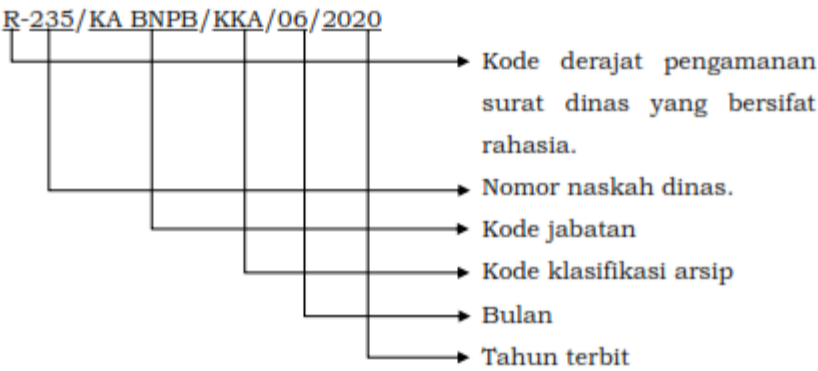 R-235/KA BNPB/KKA/06/2020
Kode derajat pengamanan
surat dinas yang bersifat
rahasia.
Nomor naskah dinas.
Kode jabatan
Kode klasifikasi arsip
Bulan
Tahun terbit